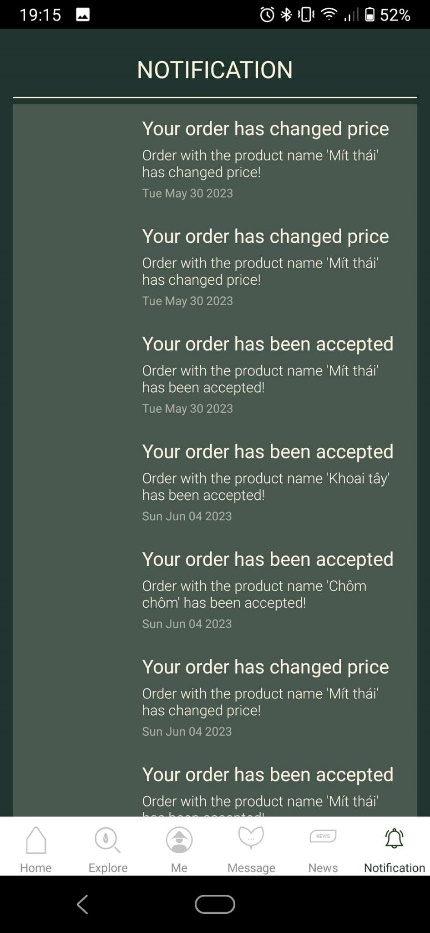 19:15
52%
NOTIFICATION
Your order has changed price
Order with the product name 'Mít thái'
has changed price!
Tue May 30 2023
Your order has changed price
Order with the product name 'Mít thái'
has changed price!
Tue May 30 2023
Your order has been accepted
Order with the product name 'Mít thái'
has been accepted!
Tue May 30 2023
Your order has been accepted
Order with the product name 'Khoai tây'
has been accepted!
Sun Jun 04 2023
Your order has been accepted
Order with the product name 'Chôm
chôm' has been accepted!
Sun Jun 04 2023
Your order has changed price
Order with the product name 'Mít thái'
has changed price!
Sun Jun 04 2023
Your order has been accepted
Order with the product name 'Mít thái'
has been accepted!
NEWS
Home
Explore
Me
Message
News
Notification